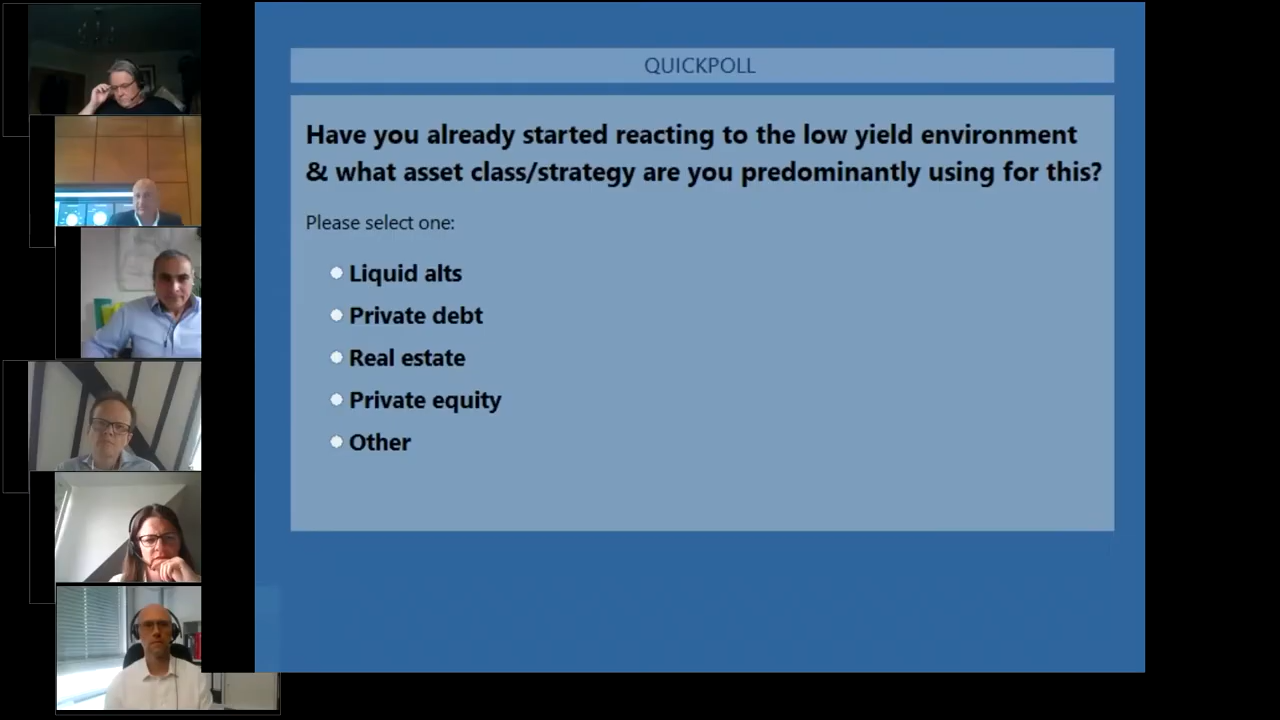 QUICKPOLL
Have you already started reacting to the low yield environment
& what asset class/strategy are you predominantly using for this?
Please select one:
Liquid alts
Private debt
Real estate
Private equity
Other